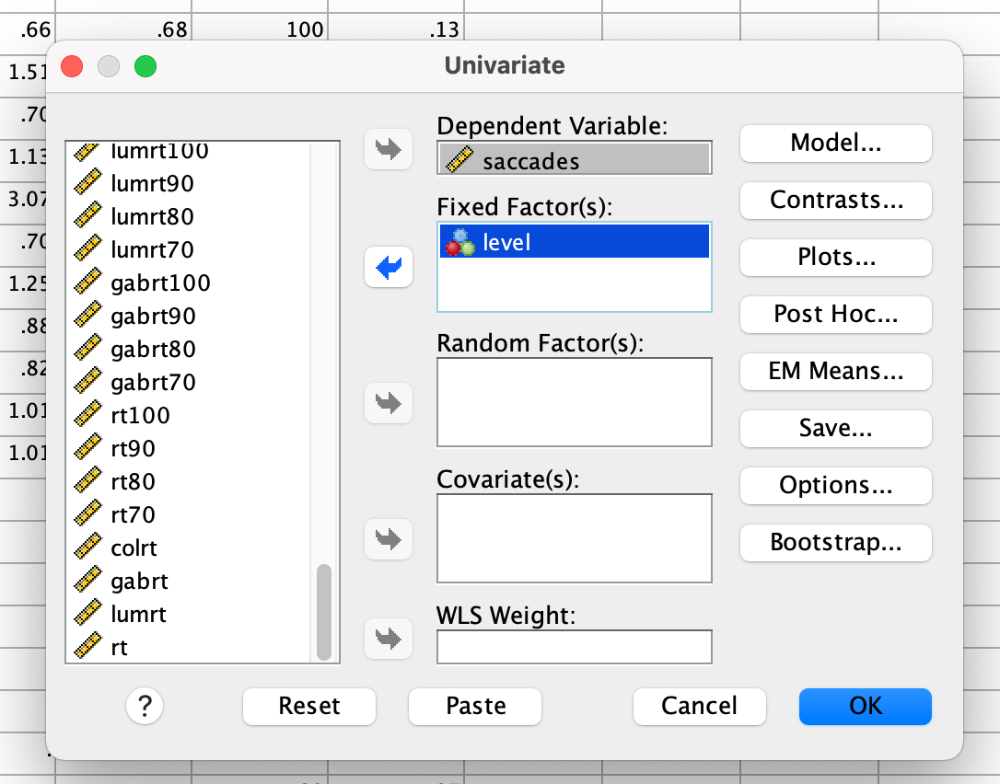 .66 .68 100 .13
Univariate
1.51
.70
1.13
3.07
.70
1.25
.88
.82
1.01
1.01
lumrt100
lumrt90
lumrt80
lumrt70
gabrt100
gabrt90
gabrt80
gabrt70
rt100
rt90
rt80
rt70
colrt
gabrt
lumrt
rt
Dependent Variable:
saccades
Fixed Factor(s):
level
Random Factor(s):
Covariate(s):
WLS Weight:
Model...
Contrasts...
Plots...
Post Hoc...
EM Means...
Save...
Options...
Bootstrap...
?
Reset
Paste
Cancel
OK